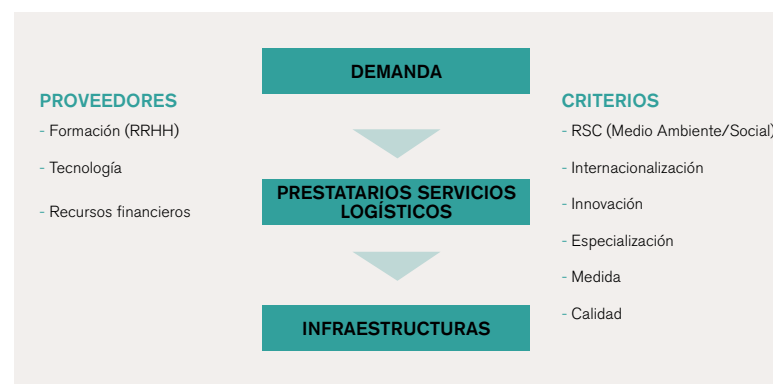 PROVEEDORES
- Formación (RRHH)
- Tecnología
- Recursos financieros
DEMANDA
PRESTATARIOS SERVICIOS
LOGÍSTICOS
INFRAESTRUCTURAS
CRITERIOS
- RSC (Medio Ambiente/Social)
- Internacionalización
- Innovación
- Especialización
- Medida
- Calidad